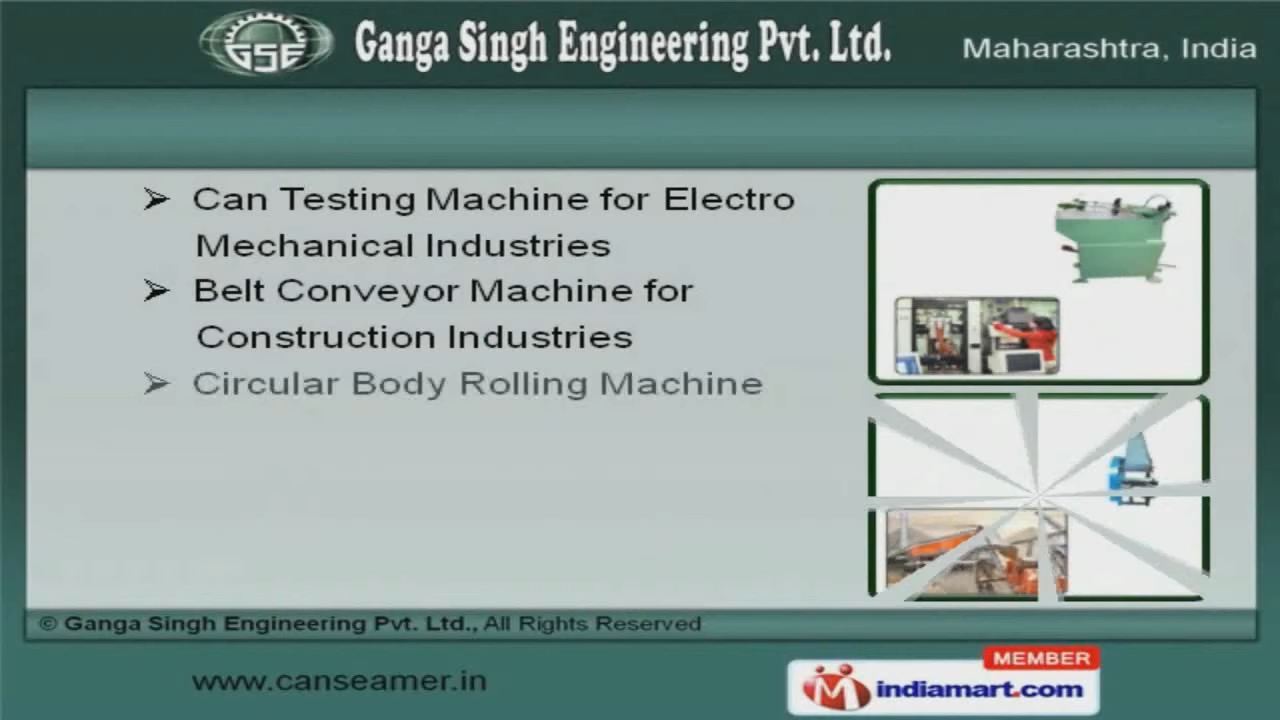 GSE
Ganga Singh Engineering Pvt. Ltd.
Maharashtra, India
➢ Can Testing Machine for Electro
Mechanical Industries
➢ Belt Conveyor Machine for
Construction Industries
➢ Circular Body Rolling Machine
© Ganga Singh Engineering Pvt. Ltd., All Rights Reserved
www.canseamer.in
MEMBER
indiamart.com